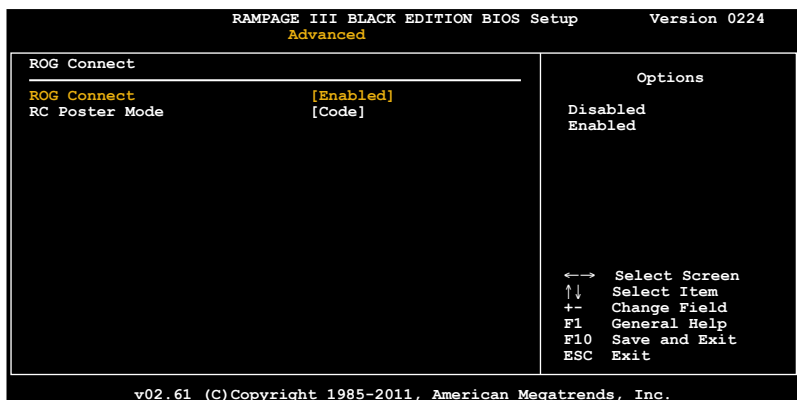 RAMPAGE III BLACK EDITION BIOS Setup Version 0224
Advanced
ROG Connect
ROG Connect [Enabled]
RC Poster Mode [Code]
Options
Disabled
Enabled
←→ Select Screen
↑↓ Select Item
+- Change Field
F1 General Help
F10 Save and Exit
ESC Exit
v02.61 (C)Copyright 1985-2011, American Megatrends, Inc.